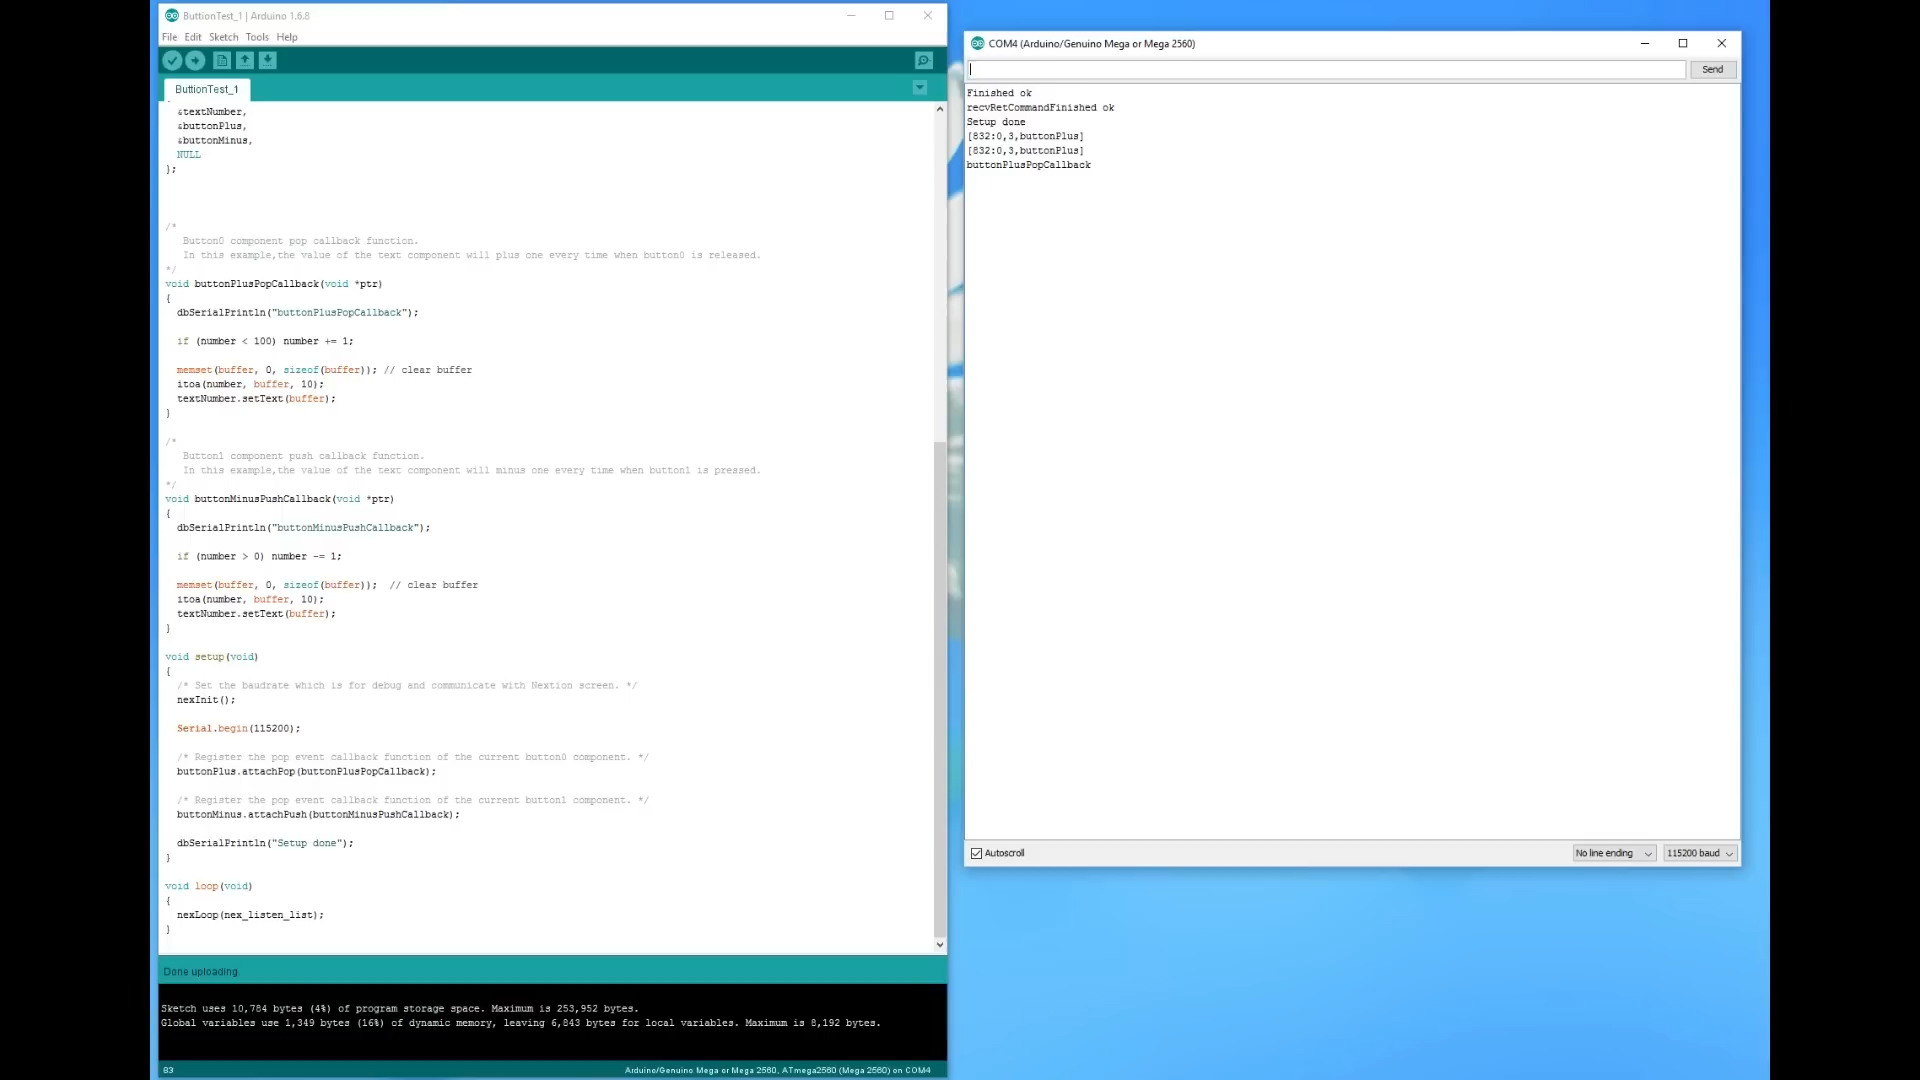 ButtionTest_1 | Arduino 1.6.8
File Edit Sketch Tools Help
ButtionTest_1
&textNumber,
&buttonPlus,
&buttonMinus,
NULL
};
/*
Button0 component pop callback function.
In this example,the value of the text component will plus one every time when button0 is released.
*/
void buttonPlusPopCallback(void *ptr)
{
dbSerialPrintln("buttonPlusPopCallback");
if (number < 100) number += 1;
memset(buffer, 0, sizeof(buffer)); // clear buffer
itoa(number, buffer, 10);
textNumber.setText(buffer);
}
/*
Button1 component push callback function.
In this example,the value of the text component will minus one every time when button1 is pressed.
*/
void buttonMinusPushCallback(void *ptr)
{
dbSerialPrintln("buttonMinusPushCallback");
if (number > 0) number -= 1;
memset(buffer, 0, sizeof(buffer));  // clear buffer
itoa(number, buffer, 10);
textNumber.setText(buffer);
}
void setup(void)
{
/* Set the baudrate which is for debug and communicate with Nextion screen. */
nexInit();
Serial.begin(115200);
/* Register the pop event callback function of the current button0 component. */
buttonPlus.attachPop(buttonPlusPopCallback);
/* Register the pop event callback function of the current button1 component. */
buttonMinus.attachPush(buttonMinusPushCallback);
dbSerialPrintln("Setup done");
}
void loop(void)
{
nexLoop(nex_listen_list);
}
Done uploading.
Sketch uses 10,784 bytes (4%) of program storage space. Maximum is 253,952 bytes.
Global variables use 1,349 bytes (16%) of dynamic memory, leaving 6,843 bytes for local variables. Maximum is 8,192 bytes.
83
Arduino/Genuino Mega or Mega 2560, ATmega2560 (Mega 2560) on COM4
COM4 (Arduino/Genuino Mega or Mega 2560)
Send
Finished ok
recvRetCommandFinished ok
Setup done
[832:0,3,buttonPlus]
[832:0,3,buttonPlus]
buttonPlusPopCallback
Autoscroll
No line ending
115200 baud